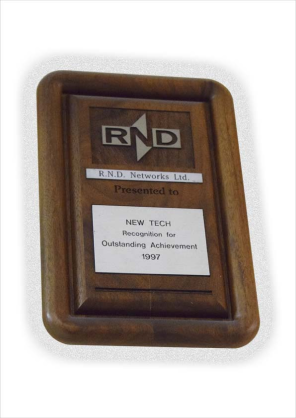 RND
R.N.D. Networks Ltd.
Presented to
NEW TECH
Recognition for
Outstanding Achievement
1997